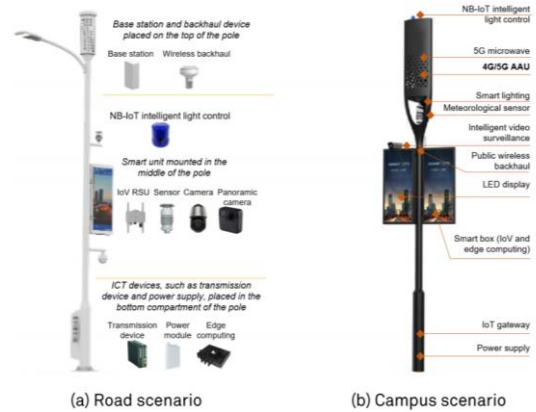 Base station and backhaul device
placed on the top of the pole
Base station
Wireless backhaul
NB-IoT intelligent light control
Smart unit mounted in the
middle of the pole
IoV RSU
Sensor
Camera
Panoramic
camera
ICT devices, such as transmission
device and power supply, placed in the
bottom compartment of the pole
Transmission
device
Power
module
Edge
computing
(a) Road scenario
NB-IoT intelligent
light control
5G microwave
4G/5G AAU
Smart lighting
Meteorological sensor
Intelligent video
surveillance
Public wireless
backhaul
LED display
Smart box (IoV and
edge computing)
IoT gateway
Power supply
(b) Campus scenario